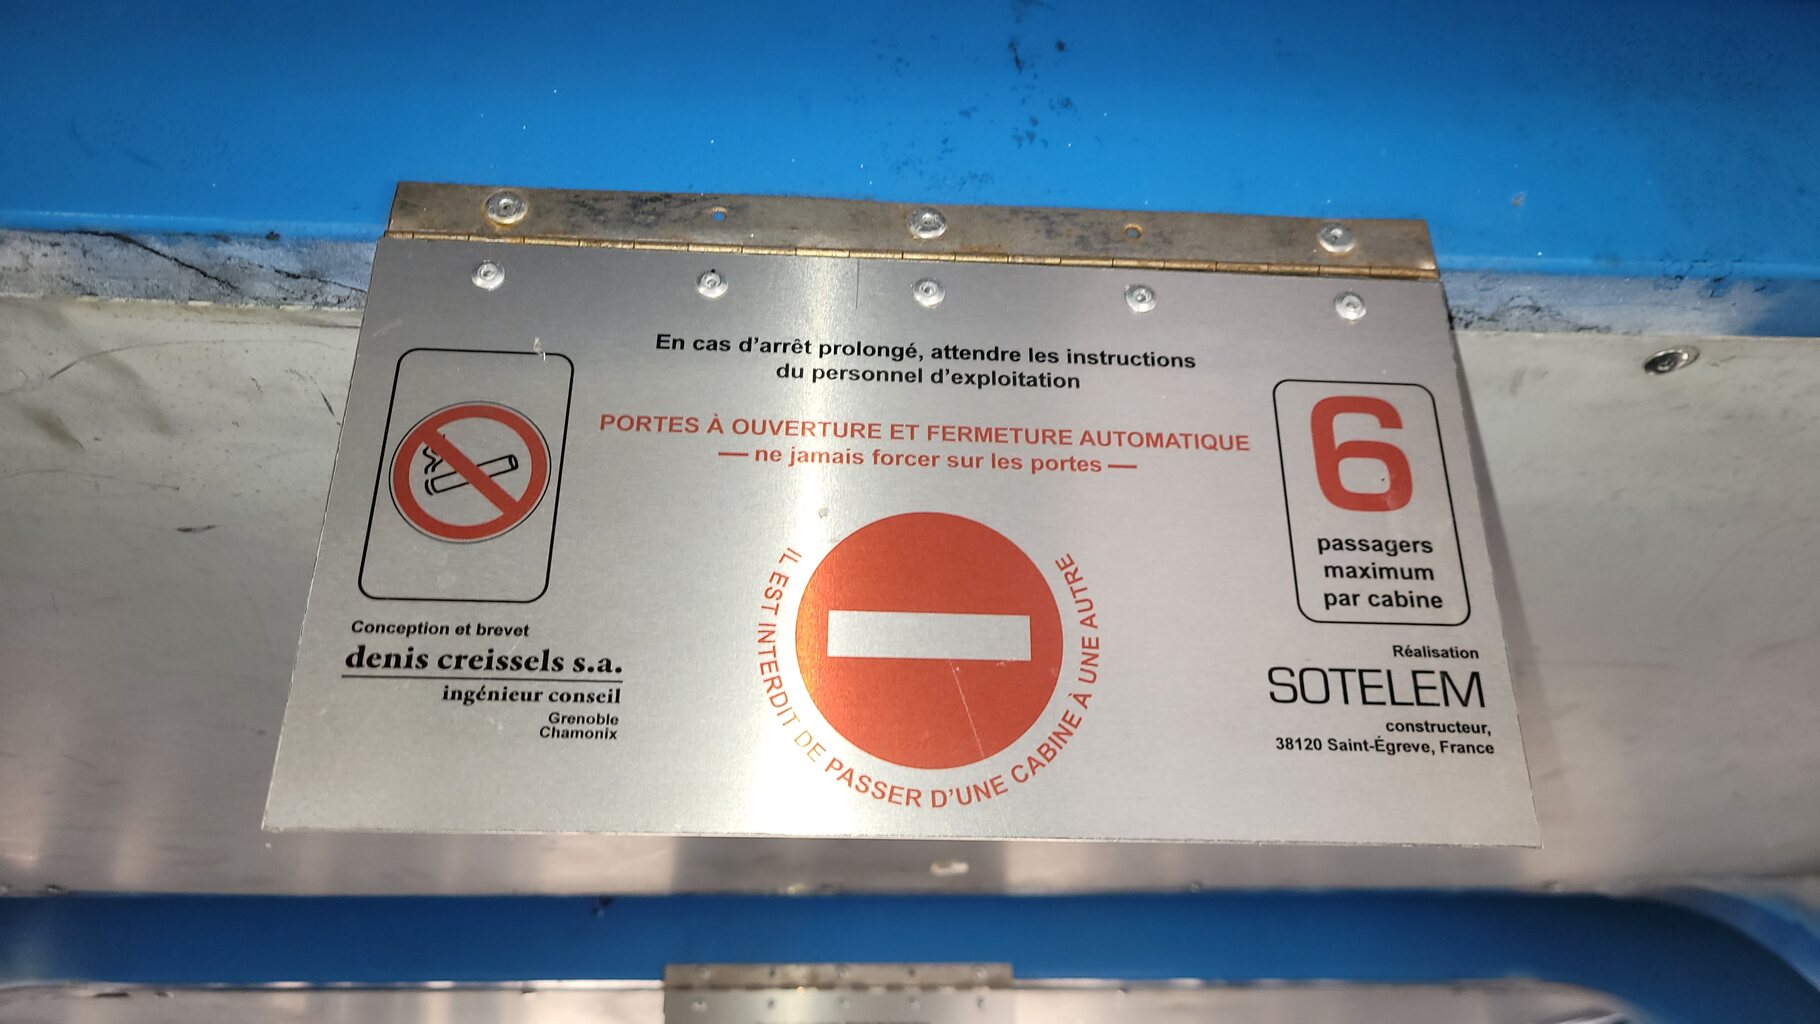 En cas d'arrêt prolongé, attendre les instructions
du personnel d'exploitation
PORTES À OUVERTURE ET FERMETURE AUTOMATIQUE
— ne jamais forcer sur les portes —
IL EST INTERDIT DE PASSER D'UNE CABINE À UNE AUTRE
6
passagers
maximum
par cabine
Conception et brevet
denis creissels s.a.
ingénieur conseil
Grenoble
Chamonix
Réalisation
SOTELEM
constructeur,
38120 Saint-Égreve, France